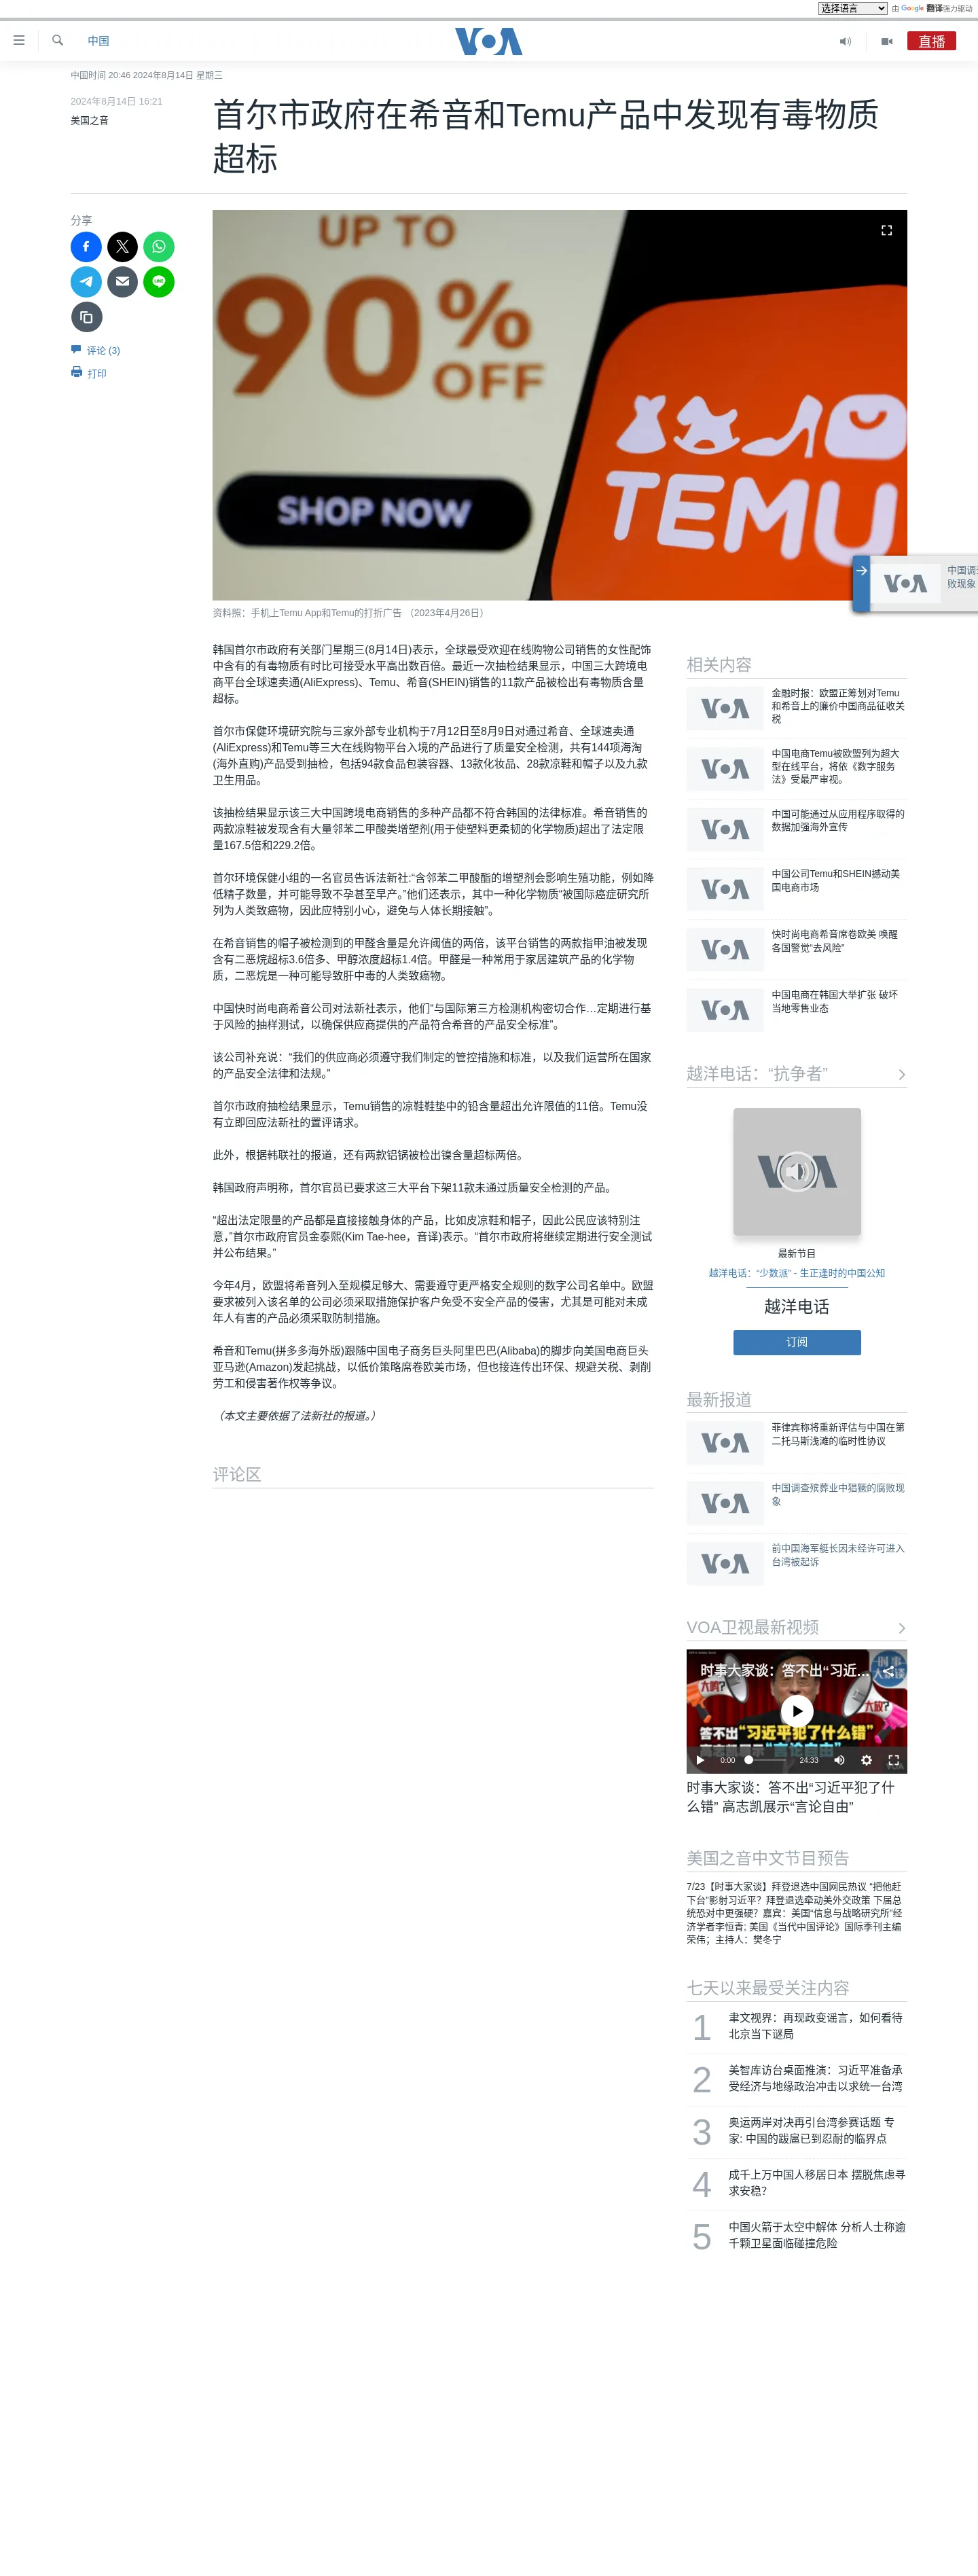 选择语言 由 Google 翻译强力驱动
中国
VOA
直播
中国时间 20:46 2024年8月14日 星期三
2024年8月14日 16:21
美国之音
首尔市政府在希音和Temu产品中发现有毒物质
超标
分享
评论 (3)
打印
UP TO
90%
OFF
SHOP NOW
TEMU
资料照：手机上Temu App和Temu的打折广告 （2023年4月26日）
VOA
中国调查
败现象
韩国首尔市政府有关部门星期三(8月14日)表示，全球最受欢迎在线购物公司销售的女性配饰
中含有的有毒物质有时比可接受水平高出数百倍。最近一次抽检结果显示，中国三大跨境电
商平台全球速卖通(AliExpress)、Temu、希音(SHEIN)销售的11款产品被检出有毒物质含量
超标。
首尔市保健环境研究院与三家外部专业机构于7月12日至8月9日对通过希音、全球速卖通
(AliExpress)和Temu等三大在线购物平台入境的产品进行了质量安全检测，共有144项海淘
(海外直购)产品受到抽检，包括94款食品包装容器、13款化妆品、28款凉鞋和帽子以及九款
卫生用品。
该抽检结果显示该三大中国跨境电商销售的多种产品都不符合韩国的法律标准。希音销售的
两款凉鞋被发现含有大量邻苯二甲酸类增塑剂(用于使塑料更柔韧的化学物质)超出了法定限
量167.5倍和229.2倍。
首尔环境保健小组的一名官员告诉法新社:“含邻苯二甲酸酯的增塑剂会影响生殖功能，例如降
低精子数量，并可能导致不孕甚至早产。”他们还表示，其中一种化学物质“被国际癌症研究所
列为人类致癌物，因此应特别小心，避免与人体长期接触”。
在希音销售的帽子被检测到的甲醛含量是允许阈值的两倍，该平台销售的两款指甲油被发现
含有二恶烷超标3.6倍多、甲醇浓度超标1.4倍。甲醛是一种常用于家居建筑产品的化学物
质，二恶烷是一种可能导致肝中毒的人类致癌物。
中国快时尚电商希音公司对法新社表示，他们“与国际第三方检测机构密切合作…定期进行基
于风险的抽样测试，以确保供应商提供的产品符合希音的产品安全标准”。
该公司补充说：“我们的供应商必须遵守我们制定的管控措施和标准，以及我们运营所在国家
的产品安全法律和法规。”
首尔市政府抽检结果显示，Temu销售的凉鞋鞋垫中的铅含量超出允许限值的11倍。Temu没
有立即回应法新社的置评请求。
此外，根据韩联社的报道，还有两款铝锅被检出镍含量超标两倍。
韩国政府声明称，首尔官员已要求这三大平台下架11款未通过质量安全检测的产品。
“超出法定限量的产品都是直接接触身体的产品，比如皮凉鞋和帽子，因此公民应该特别注
意，”首尔市政府官员金泰熙(Kim Tae-hee，音译)表示。“首尔市政府将继续定期进行安全测试
并公布结果。”
今年4月，欧盟将希音列入至规模足够大、需要遵守更严格安全规则的数字公司名单中。欧盟
要求被列入该名单的公司必须采取措施保护客户免受不安全产品的侵害，尤其是可能对未成
年人有害的产品必须采取防制措施。
希音和Temu(拼多多海外版)跟随中国电子商务巨头阿里巴巴(Alibaba)的脚步向美国电商巨头
亚马逊(Amazon)发起挑战，以低价策略席卷欧美市场，但也接连传出环保、规避关税、剥削
劳工和侵害著作权等争议。
（本文主要依据了法新社的报道。）
评论区
相关内容
VOA
金融时报：欧盟正筹划对Temu
和希音上的廉价中国商品征收关
税
VOA
中国电商Temu被欧盟列为超大
型在线平台，将依《数字服务
法》受最严审视。
VOA
中国可能通过从应用程序取得的
数据加强海外宣传
VOA
中国公司Temu和SHEIN撼动美
国电商市场
VOA
快时尚电商希音席卷欧美 唤醒
各国警觉“去风险”
VOA
中国电商在韩国大举扩张 破坏
当地零售业态
越洋电话：“抗争者”
VOA
最新节目
越洋电话：“少数派” - 生正逢时的中国公知
越洋电话
订阅
最新报道
VOA
菲律宾称将重新评估与中国在第
二托马斯浅滩的临时性协议
VOA
中国调查殡葬业中猖獗的腐败现
象
VOA
前中国海军艇长因未经许可进入
台湾被起诉
VOA卫视最新视频
时事大家谈：答不出“习近…
时事
大家谈
大鸣?
大放?
答不出“习近平犯了什么错”
高志凯展示“言论自由”
0:00
24:33
VOA
时事大家谈：答不出“习近平犯了什
么错” 高志凯展示“言论自由”
美国之音中文节目预告
7/23【时事大家谈】拜登退选中国网民热议 “把他赶
下台”影射习近平？拜登退选牵动美外交政策 下届总
统恐对中更强硬？嘉宾：美国“信息与战略研究所”经
济学者李恒青; 美国《当代中国评论》国际季刊主编
荣伟；主持人：樊冬宁
七天以来最受关注内容
1
聿文视界：再现政变谣言，如何看待
北京当下谜局
2
美智库访台桌面推演：习近平准备承
受经济与地缘政治冲击以求统一台湾
3
奥运两岸对决再引台湾参赛话题 专
家: 中国的跋扈已到忍耐的临界点
4
成千上万中国人移居日本 摆脱焦虑寻
求安稳？
5
中国火箭于太空中解体 分析人士称逾
千颗卫星面临碰撞危险